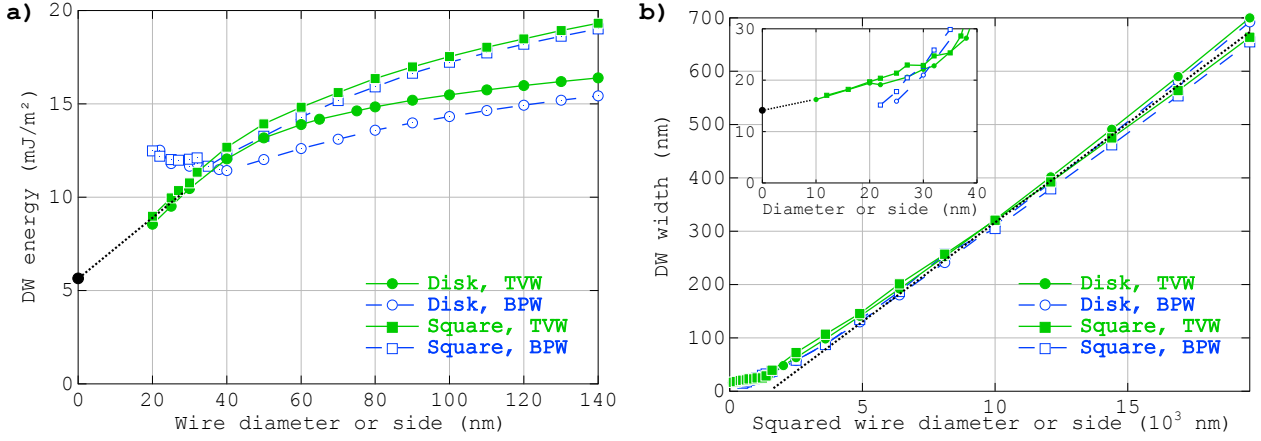 a)
DW energy (mJ/m²)
20
15
10
5
0
0 20 40 60 80 100 120 140
Wire diameter or side (nm)
Disk, TVW
Disk, BPW
Square, TVW
Square, BPW
b)
DW width (nm)
700
600
500
400
300
200
100
0
0 5 10 15
Squared wire diameter or side (10³ nm)
30
20
10
0 10 20 30 40
Diameter or side (nm)
Disk, TVW
Disk, BPW
Square, TVW
Square, BPW